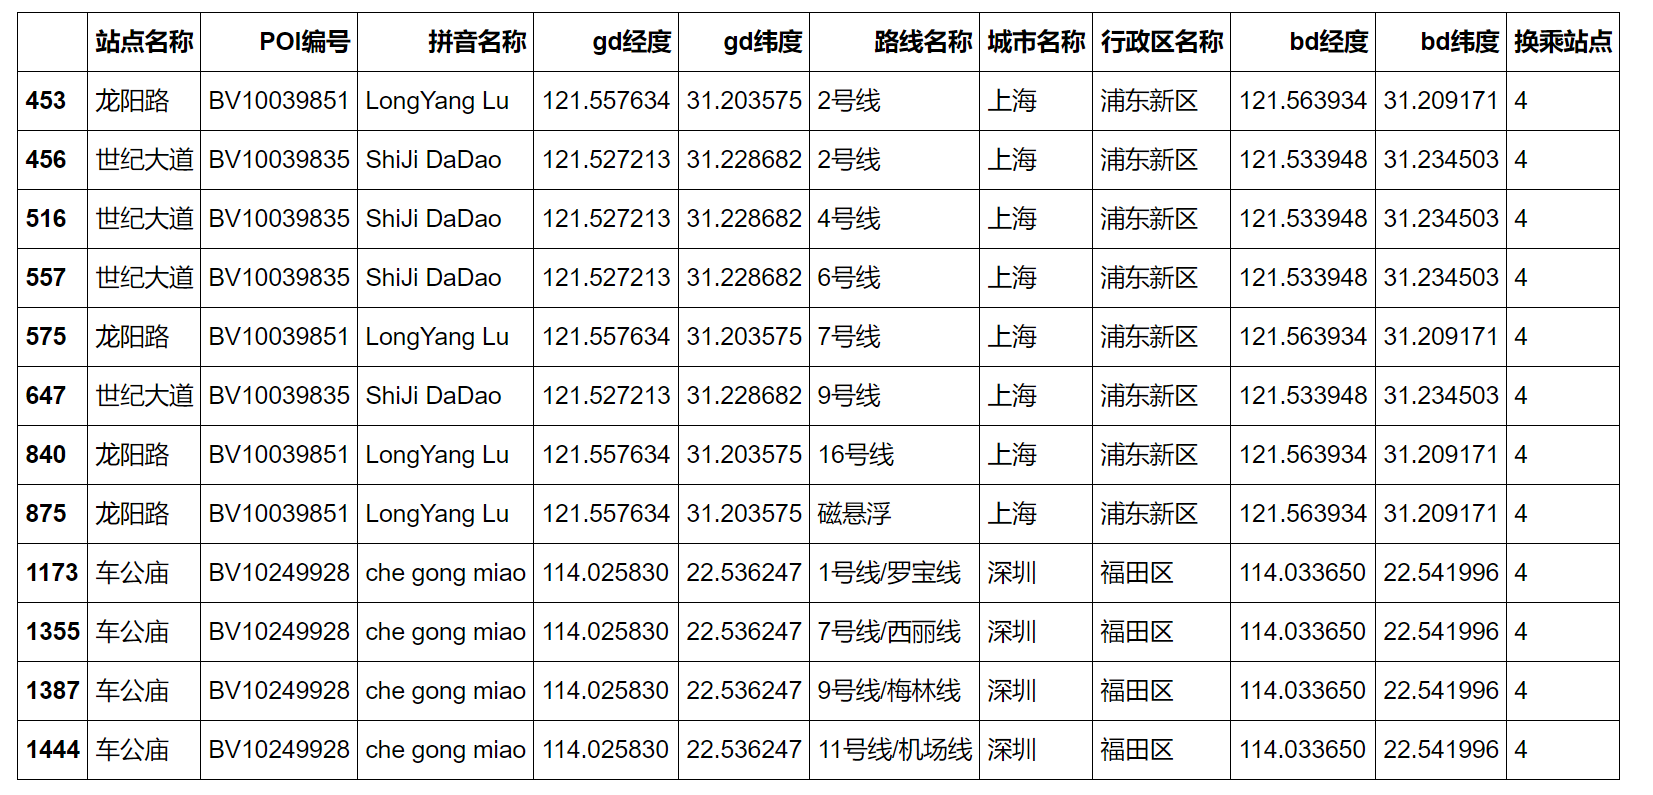 站点名称 POI编号 拼音名称 gd经度 gd纬度 路线名称 城市名称 行政区名称 bd经度 bd纬度 换乘站点
453 龙阳路 BV10039851 LongYang Lu 121.557634 31.203575 2号线 上海 浦东新区 121.563934 31.209171 4
456 世纪大道 BV10039835 ShiJi DaDao 121.527213 31.228682 2号线 上海 浦东新区 121.533948 31.234503 4
516 世纪大道 BV10039835 ShiJi DaDao 121.527213 31.228682 4号线 上海 浦东新区 121.533948 31.234503 4
557 世纪大道 BV10039835 ShiJi DaDao 121.527213 31.228682 6号线 上海 浦东新区 121.533948 31.234503 4
575 龙阳路 BV10039851 LongYang Lu 121.557634 31.203575 7号线 上海 浦东新区 121.563934 31.209171 4
647 世纪大道 BV10039835 ShiJi DaDao 121.527213 31.228682 9号线 上海 浦东新区 121.533948 31.234503 4
840 龙阳路 BV10039851 LongYang Lu 121.557634 31.203575 16号线 上海 浦东新区 121.563934 31.209171 4
875 龙阳路 BV10039851 LongYang Lu 121.557634 31.203575 磁悬浮 上海 浦东新区 121.563934 31.209171 4
1173 车公庙 BV10249928 che gong miao 114.025830 22.536247 1号线/罗宝线 深圳 福田区 114.033650 22.541996 4
1355 车公庙 BV10249928 che gong miao 114.025830 22.536247 7号线/西丽线 深圳 福田区 114.033650 22.541996 4
1387 车公庙 BV10249928 che gong miao 114.025830 22.536247 9号线/梅林线 深圳 福田区 114.033650 22.541996 4
1444 车公庙 BV10249928 che gong miao 114.025830 22.536247 11号线/机场线 深圳 福田区 114.033650 22.541996 4